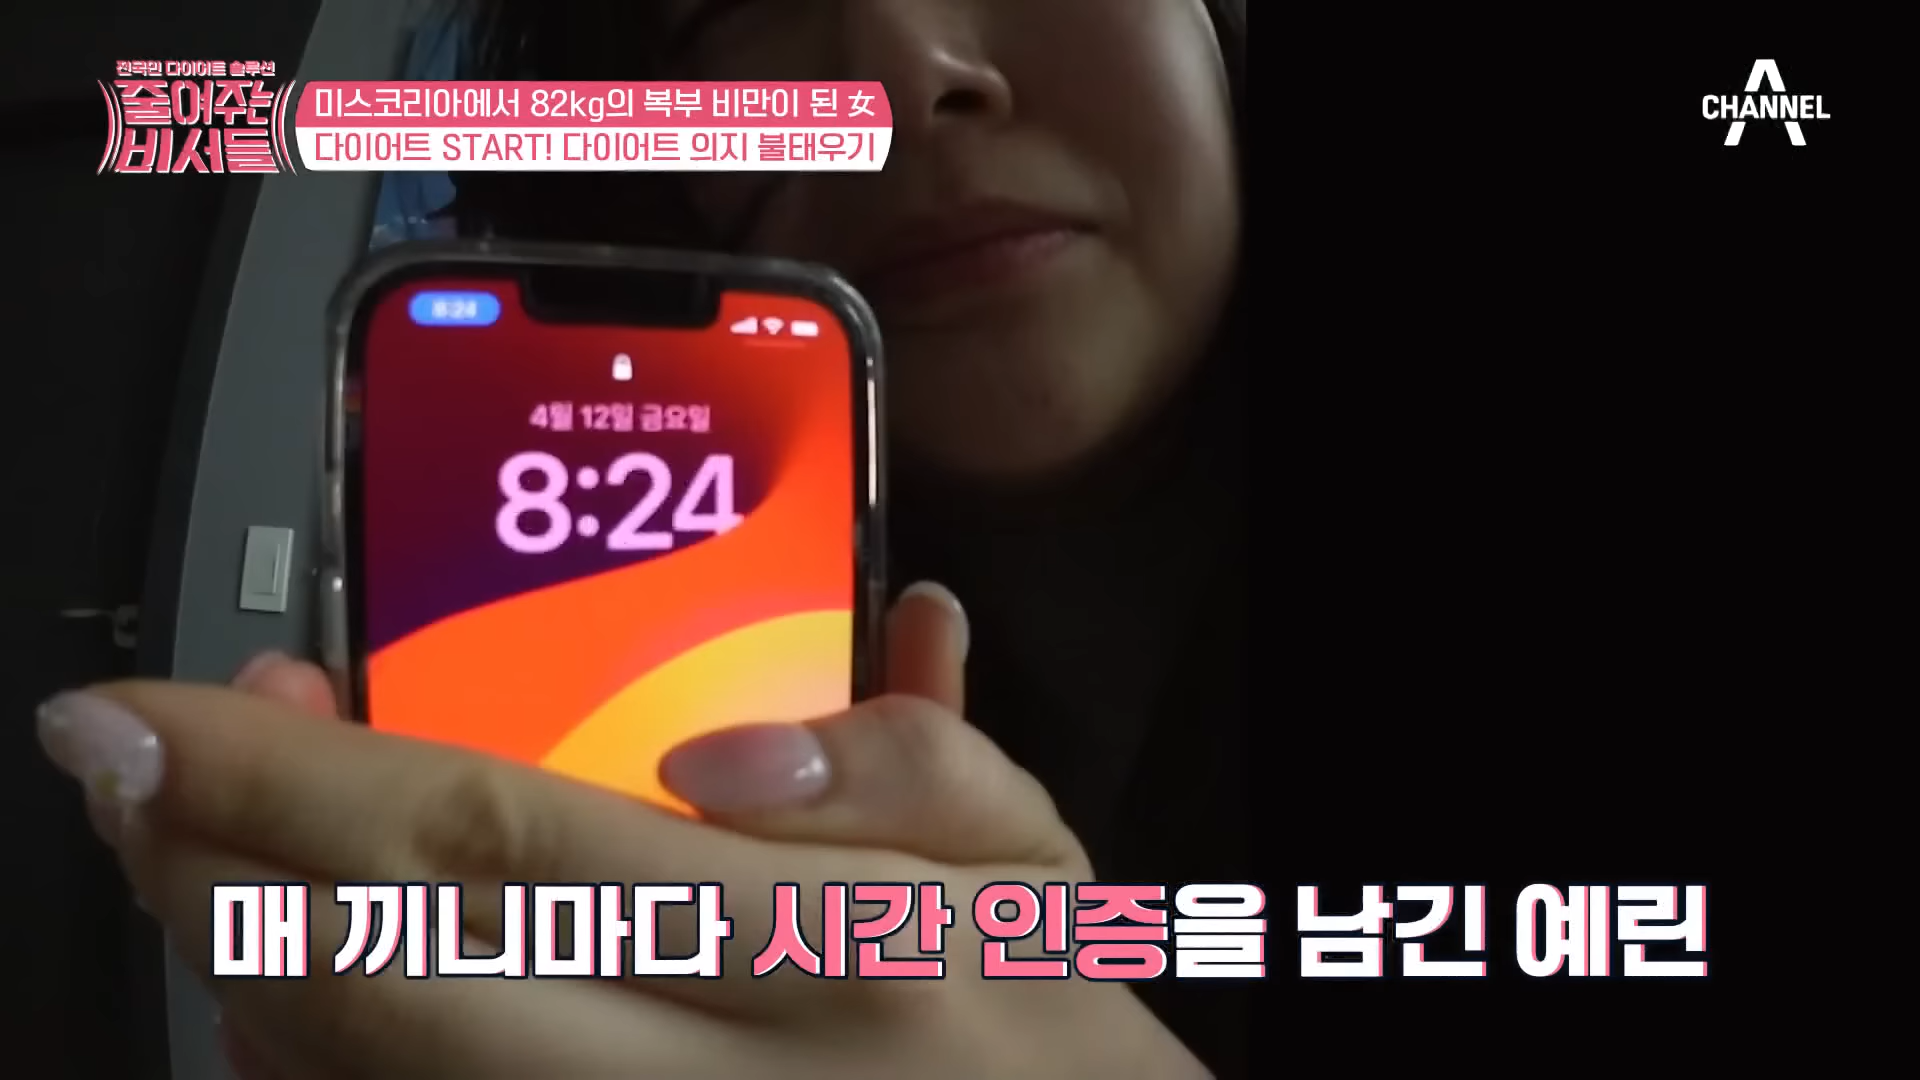 전국민 다이어트 솔루션
줄여주는
비서들
미스코리아에서 82kg의 복부 비만이 된 女
다이어트 START! 다이어트 의지 불태우기
CHANNEL A
8:24
4월 12일 금요일
8:24
매 끼니마다 시간 인증을 남긴 예린